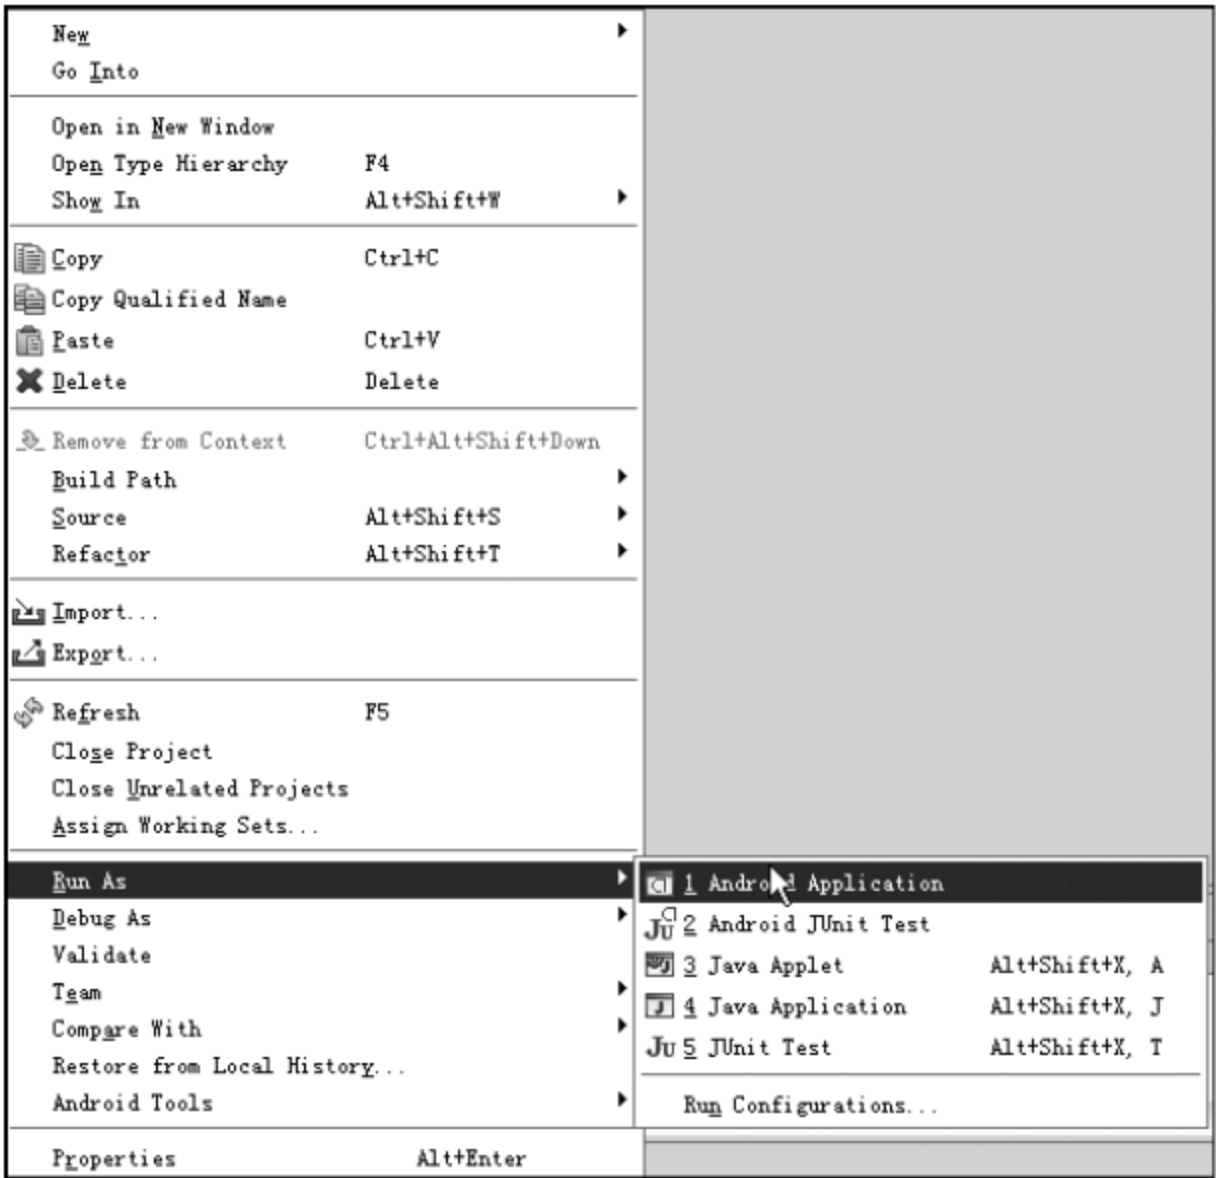 New
Go Into
Open in New Window
Open Type Hierarchy F4
Show In Alt+Shift+W
Copy Ctrl+C
Copy Qualified Name
Paste Ctrl+V
Delete Delete
Remove from Context Ctrl+Alt+Shift+Down
Build Path
Source Alt+Shift+S
Refactor Alt+Shift+T
Import...
Export...
Refresh F5
Close Project
Close Unrelated Projects
Assign Working Sets...
Run As
Debug As
Validate
Team
Compare With
Restore from Local History...
Android Tools
Properties Alt+Enter
1 Android Application
2 Android JUnit Test
3 Java Applet Alt+Shift+X, A
4 Java Application Alt+Shift+X, J
5 JUnit Test Alt+Shift+X, T
Run Configurations...